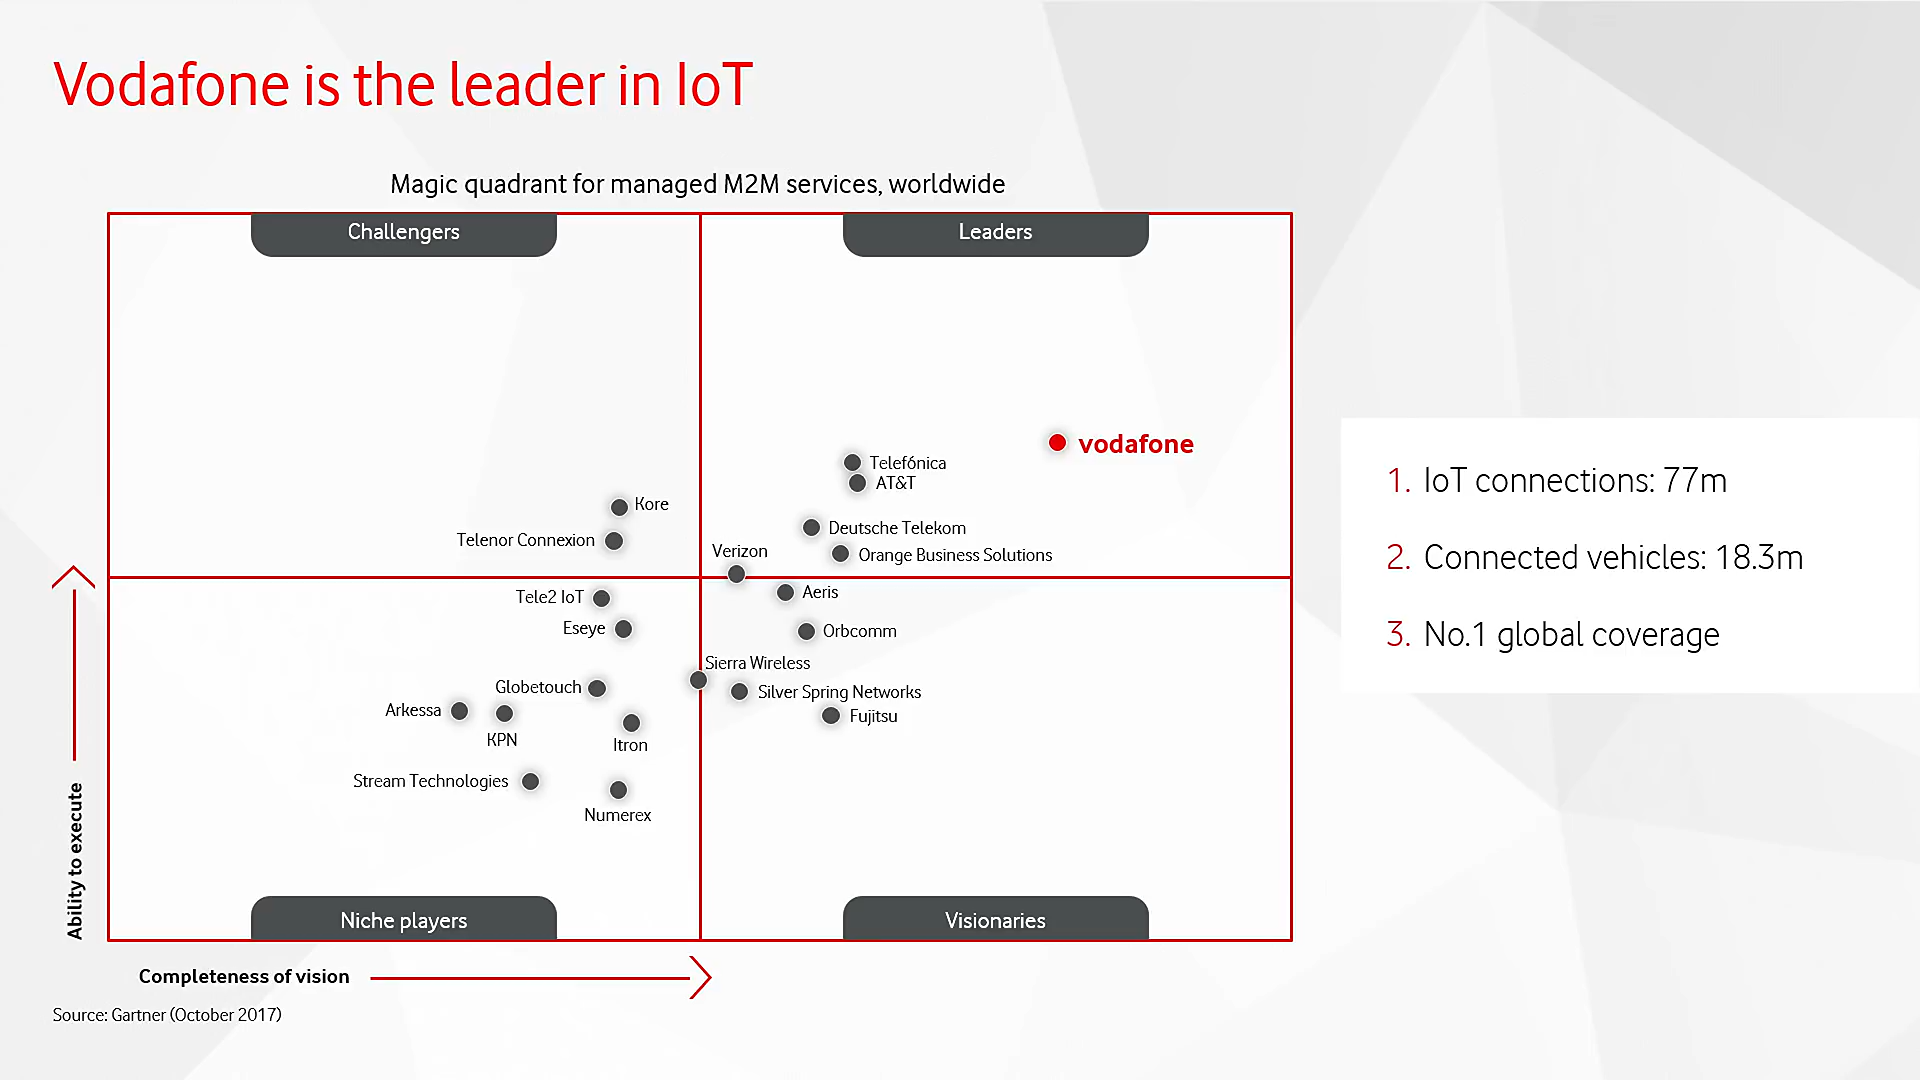 Vodafone is the leader in IoT
Magic quadrant for managed M2M services, worldwide
Challengers
Leaders
vodafone
Telefónica
AT&T
Kore
Deutsche Telekom
Telenor Connexion
Verizon
Orange Business Solutions
Tele2 IoT
Aeris
Eseye
Orbcomm
Sierra Wireless
Globetouch
Silver Spring Networks
Arkessa
Fujitsu
KPN
Itron
Stream Technologies
Numerex
Niche players
Visionaries
Ability to execute
Completeness of vision
Source: Gartner (October 2017)
1. IoT connections: 77m
2. Connected vehicles: 18.3m
3. No.1 global coverage